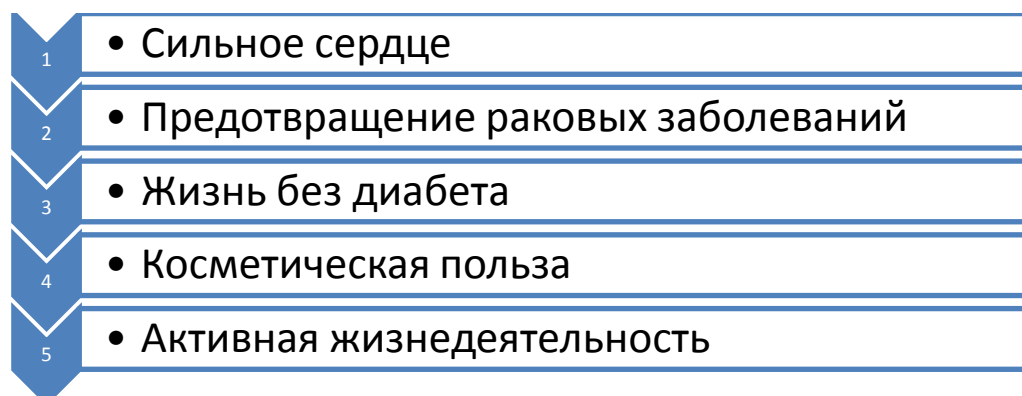 1
• Сильное сердце
2
• Предотвращение раковых заболеваний
3
• Жизнь без диабета
4
• Косметическая польза
5
• Активная жизнедеятельность